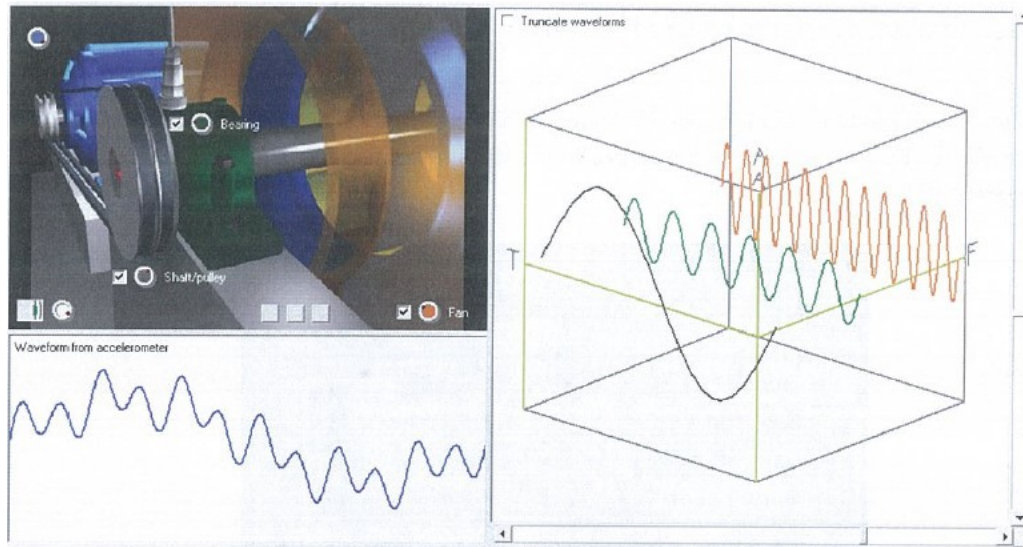 Bearing
Shaft/pulley
Fan
Waveform from accelerometer
Truncate waveforms
A
A
T
F